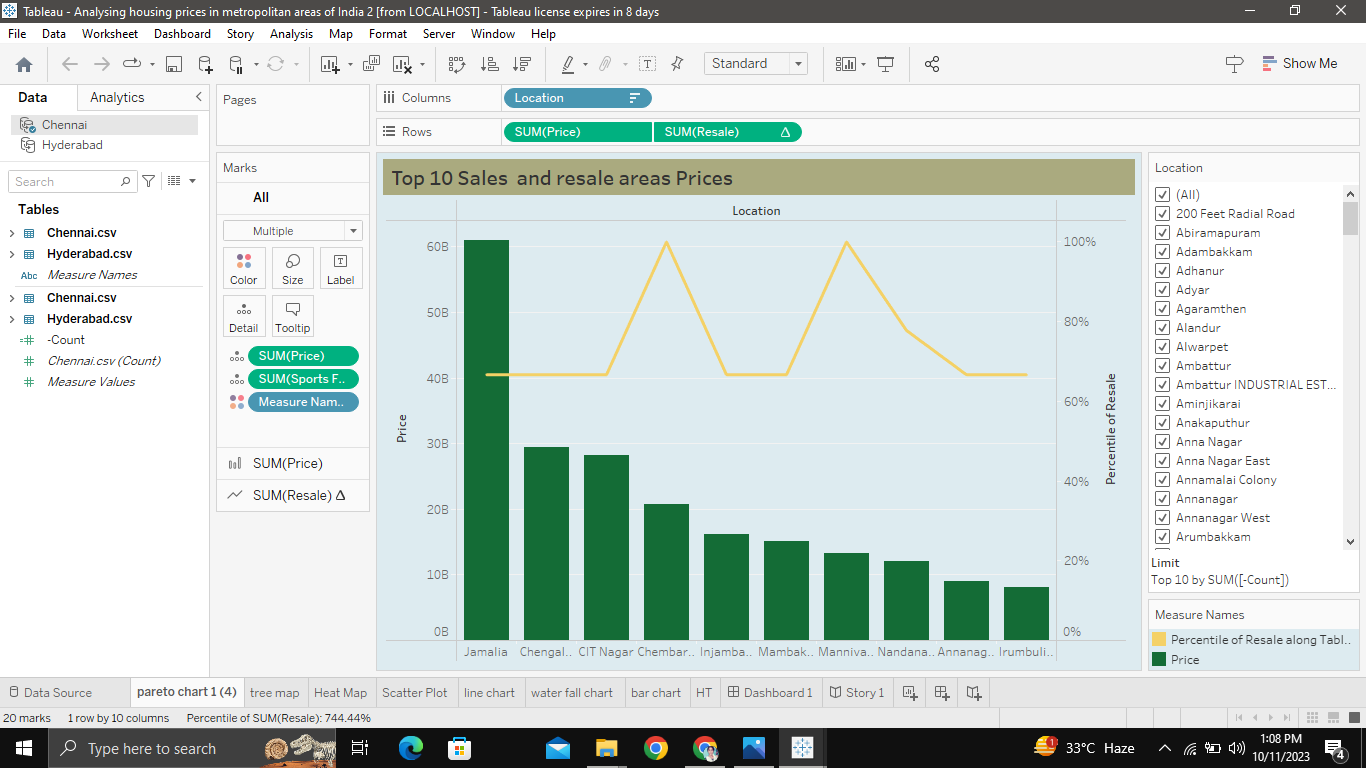 Tableau - Analysing housing prices in metropolitan areas of India 2 [from LOCALHOST] - Tableau license expires in 8 days
File Data Worksheet Dashboard Story Analysis Map Format Server Window Help
Standard
Show Me
Data Analytics
Chennai
Hyderabad
Search
Tables
Chennai.csv
Hyderabad.csv
Abc Measure Names
Chennai.csv
Hyderabad.csv
-Count
Chennai.csv (Count)
Measure Values
Pages
Marks
All
Multiple
Color Size Label
Detail Tooltip
SUM(Price)
SUM(Sports F..
Measure Nam..
SUM(Price)
SUM(Resale) Δ
Columns Location
Rows SUM(Price) SUM(Resale) Δ
Top 10 Sales and resale areas Prices
Location
60B
50B
40B
30B
20B
10B
0B
Price
100%
80%
60%
40%
20%
0%
Percentile of Resale
Jamalia Chengal.. CIT Nagar Chembar.. Injamba.. Mambak.. Manniva.. Nandana.. Annanag.. Irumbuli..
Location
(All)
200 Feet Radial Road
Abiramapuram
Adambakkam
Adhanur
Adyar
Agaramthen
Alandur
Alwarpet
Ambattur
Ambattur INDUSTRIAL EST...
Aminjikarai
Anakaputhur
Anna Nagar
Anna Nagar East
Annamalai Colony
Annanagar
Annanagar West
Arumbakkam
Limit
Top 10 by SUM([-Count])
Measure Names
Percentile of Resale along Tabl..
Price
Data Source pareto chart 1 (4) tree map Heat Map Scatter Plot line chart water fall chart bar chart HT Dashboard 1 Story 1
20 marks 1 row by 10 columns Percentile of SUM(Resale): 744.44%
Type here to search
1
33°C Haze
1:08 PM
10/11/2023
4